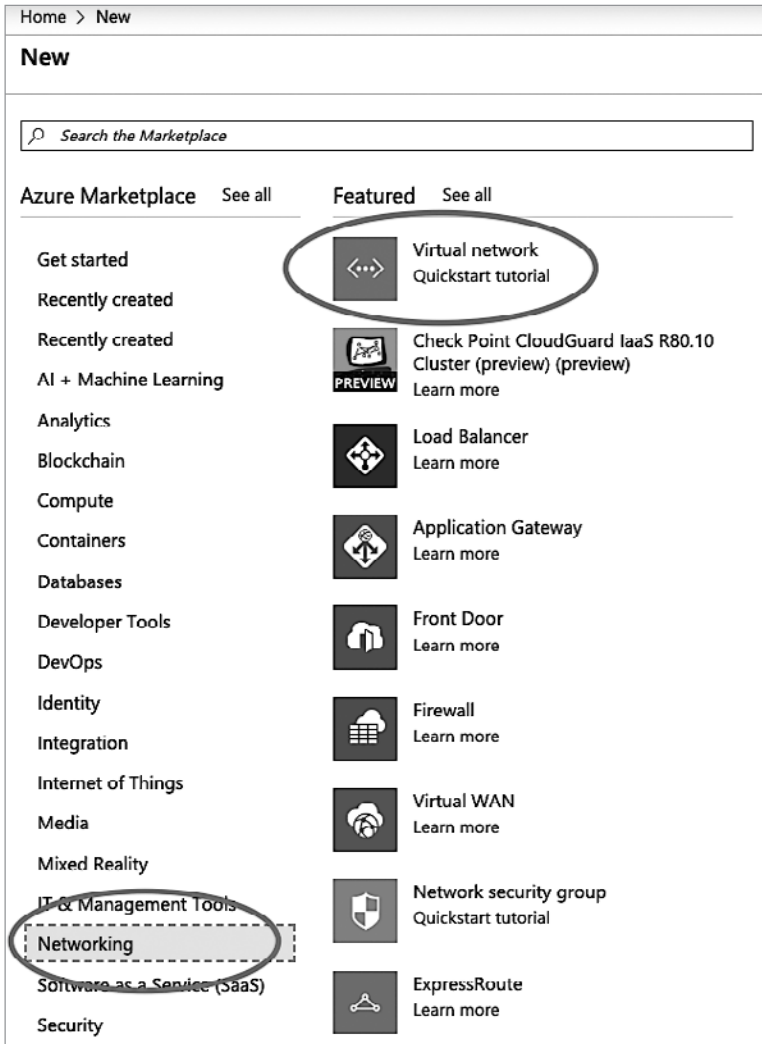 Home > New
New
Search the Marketplace
Azure Marketplace See all
Get started
Recently created
Recently created
AI + Machine Learning
Analytics
Blockchain
Compute
Containers
Databases
Developer Tools
DevOps
Identity
Integration
Internet of Things
Media
Mixed Reality
IT & Management Tools
Networking
Software as a Service (SaaS)
Security
Featured See all
Virtual network
Quickstart tutorial
Check Point CloudGuard IaaS R80.10
Cluster (preview) (preview)
Learn more
PREVIEW
Load Balancer
Learn more
Application Gateway
Learn more
Front Door
Learn more
Firewall
Learn more
Virtual WAN
Learn more
Network security group
Quickstart tutorial
ExpressRoute
Learn more